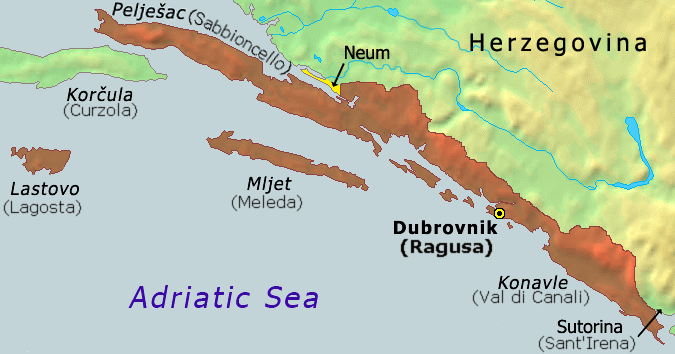 Pelješac (Sabbioncello)
Neum
Herzegovina
Korčula
(Curzola)
Lastovo
(Lagosta)
Mljet
(Meleda)
Dubrovnik
(Ragusa)
Adriatic Sea
Konavle
(Val di Canali)
Sutorina
(Sant'Irena)